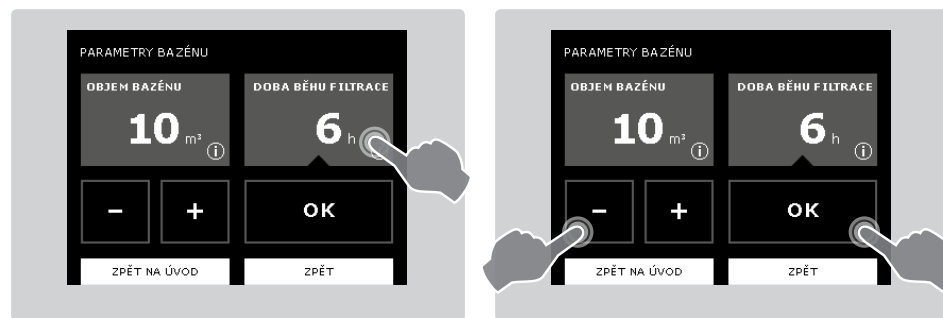 PARAMETRY BAZÉNU
OBJEM BAZÉNU
DOBA BĚHU FILTRACE
10 m³
i
6 h
- +
OK
ZPĚT NA ÚVOD
ZPĚT
PARAMETRY BAZÉNU
OBJEM BAZÉNU
DOBA BĚHU FILTRACE
10 m³
i
6 h
i
- +
OK
ZPĚT NA ÚVOD
ZPĚT